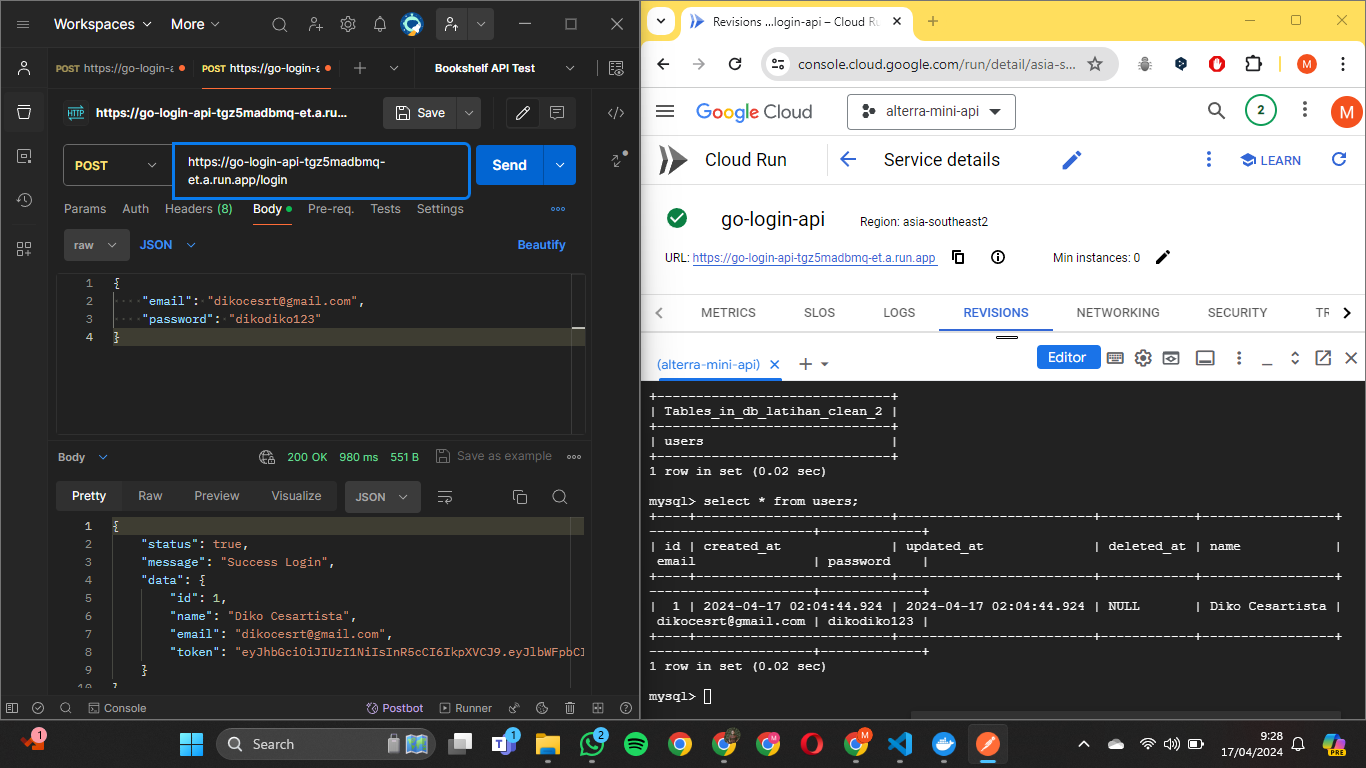 Workspaces More
POST https://go-login-a POST https://go-login-a Bookshelf API Test
HTTP https://go-login-api-tgz5madbmq-et.a.ru... Save
POST https://go-login-api-tgz5madbmq-
et.a.run.app/login
Send
Params Auth Headers (8) Body Pre-req. Tests Settings
raw JSON Beautify
1 {
2 "email": "dikocesrt@gmail.com",
3 "password": "dikodiko123"
4 }
Body 200 OK 980 ms 551 B Save as example
Pretty Raw Preview Visualize JSON
1 {
2 "status": true,
3 "message": "Success Login",
4 "data": {
5 "id": 1,
6 "name": "Diko Cesartista",
7 "email": "dikocesrt@gmail.com",
8 "token": "eyJhbGciOiJIUzI1NiIsInR5cCI6IkpXVCJ9.eyJlbWFpbCI
9 }
10 }
Console Postbot Runner
Revisions ...login-api – Cloud Ru
console.cloud.google.com/run/detail/asia-s... M
Google Cloud alterra-mini-api 2 M
Cloud Run Service details LEARN
go-login-api Region: asia-southeast2
URL: https://go-login-api-tgz5madbmq-et.a.run.app Min instances: 0
METRICS SLOS LOGS REVISIONS NETWORKING SECURITY TR
(alterra-mini-api) Editor
+------------------------------+
| Tables_in_db_latihan_clean_2 |
+------------------------------+
| users |
+------------------------------+
1 row in set (0.02 sec)
mysql> select * from users;
+----+-------------------------+-------------------------+------------+-----------------+
---------------------+-------------+
| id | created_at | updated_at | deleted_at | name |
email | password |
+----+-------------------------+-------------------------+------------+-----------------+
---------------------+-------------+
| 1 | 2024-04-17 02:04:44.924 | 2024-04-17 02:04:44.924 | NULL | Diko Cesartista |
dikocesrt@gmail.com | dikodiko123 |
+----+-------------------------+-------------------------+------------+-----------------+
---------------------+-------------+
1 row in set (0.02 sec)
mysql>
1 Search 1 2 M M 9:28
17/04/2024 PRE